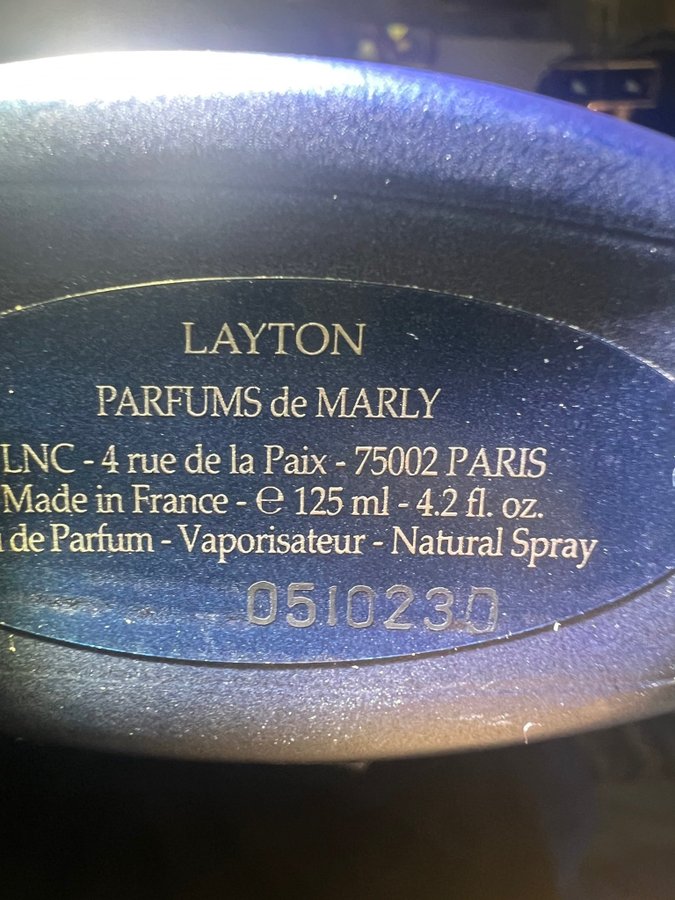 LAYTON
PARFUMS de MARLY
LNC - 4 rue de la Paix - 75002 PARIS
Made in France - ℮ 125 ml - 4.2 fl. oz.
de Parfum - Vaporisateur - Natural Spray
0510230